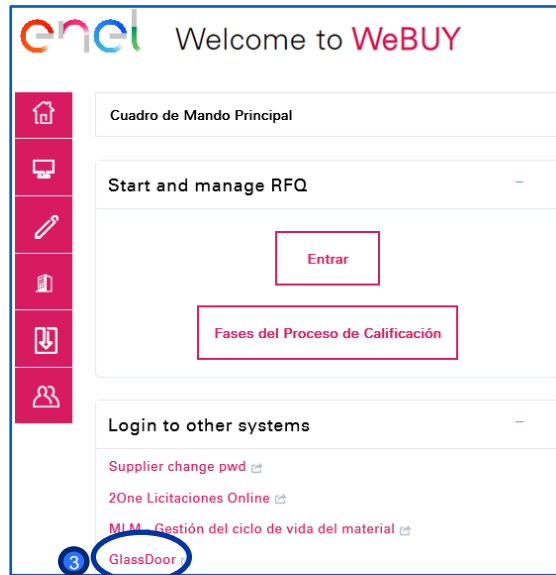 enel Welcome to WeBUY
Cuadro de Mando Principal
Start and manage RFQ
Entrar
Fases del Proceso de Calificación
Login to other systems
Supplier change pwd
2One Licitaciones Online
MLM - Gestión del ciclo de vida del material
3 GlassDoor